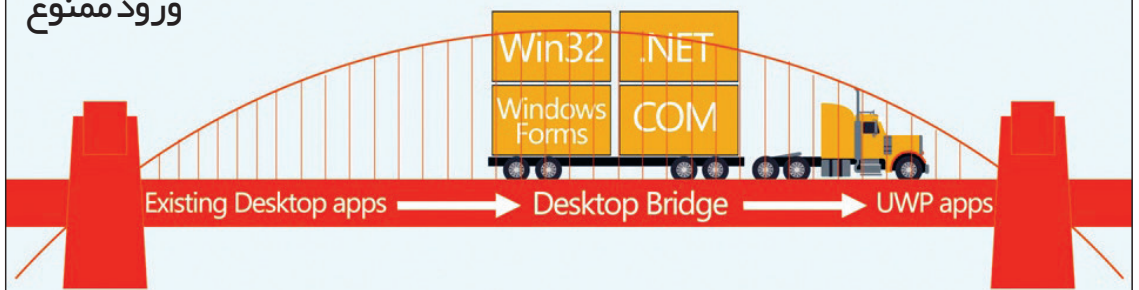 ورود ممنوع
Win32 .NET
Windows Forms COM
Existing Desktop apps Desktop Bridge UWP apps